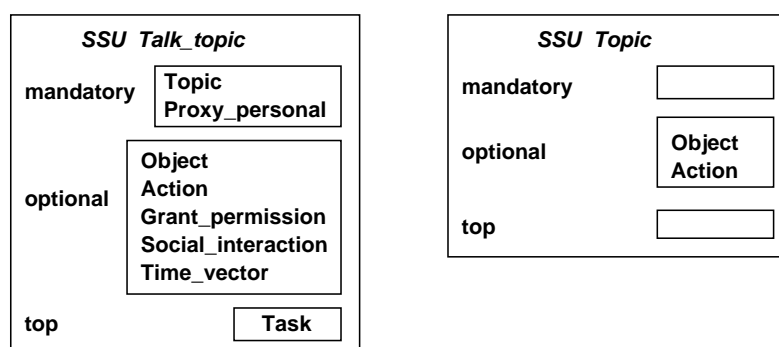 SSU Talk_topic
mandatory
Topic
Proxy_personal
optional
Object
Action
Grant_permission
Social_interaction
Time_vector
top
Task
SSU Topic
mandatory
optional
Object
Action
top